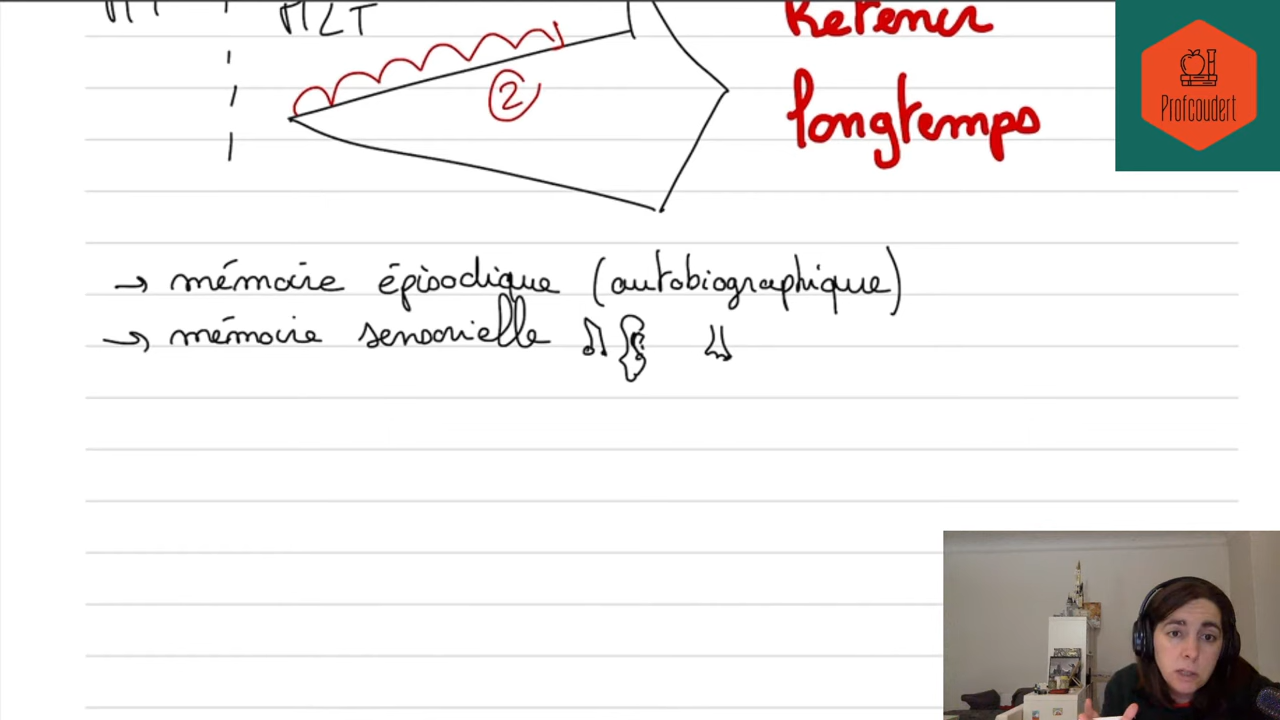 MLT
Retenir
longtemps
2
Profcoudert
→ mémoire épisodique (autobiographique)
→ mémoire sensorielle